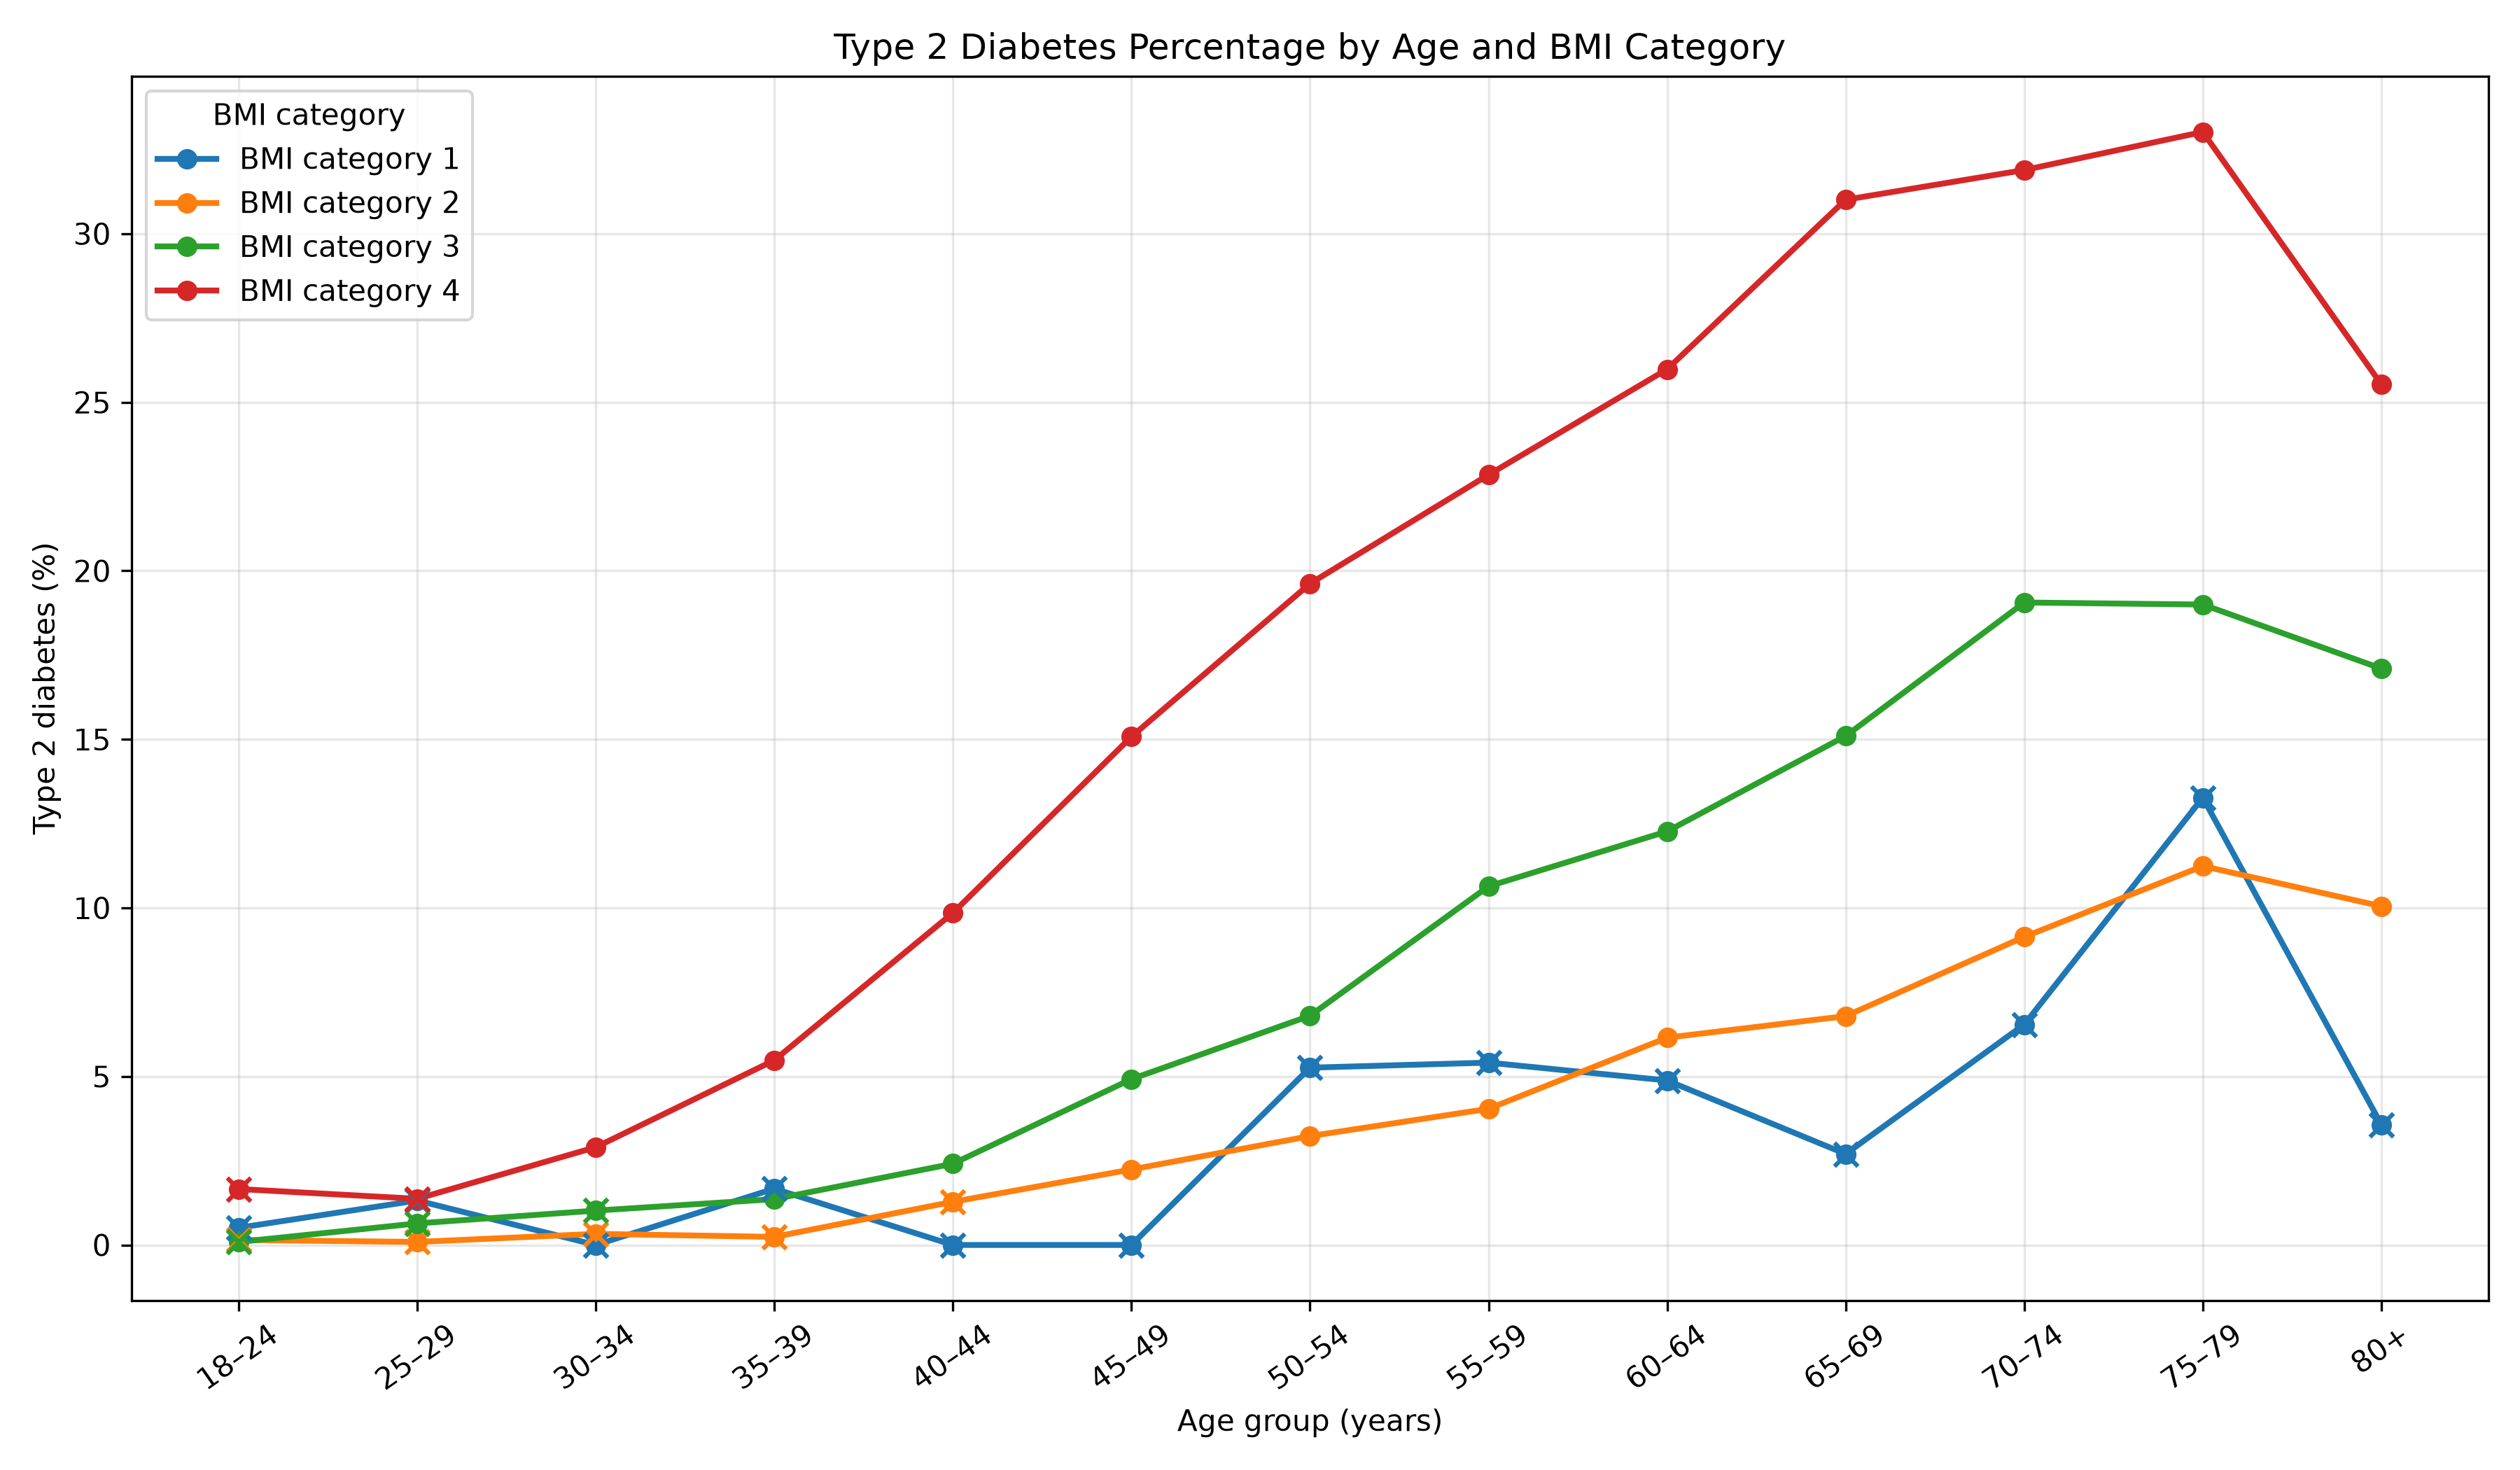 Type 2 Diabetes Percentage by Age and BMI Category
BMI category
BMI category 1
BMI category 2
BMI category 3
BMI category 4
Type 2 diabetes (%)
30
25
20
15
10
5
0
18–24
25–29
30–34
35–39
40–44
45–49
50–54
55–59
60–64
65–69
70–74
75–79
80+
Age group (years)